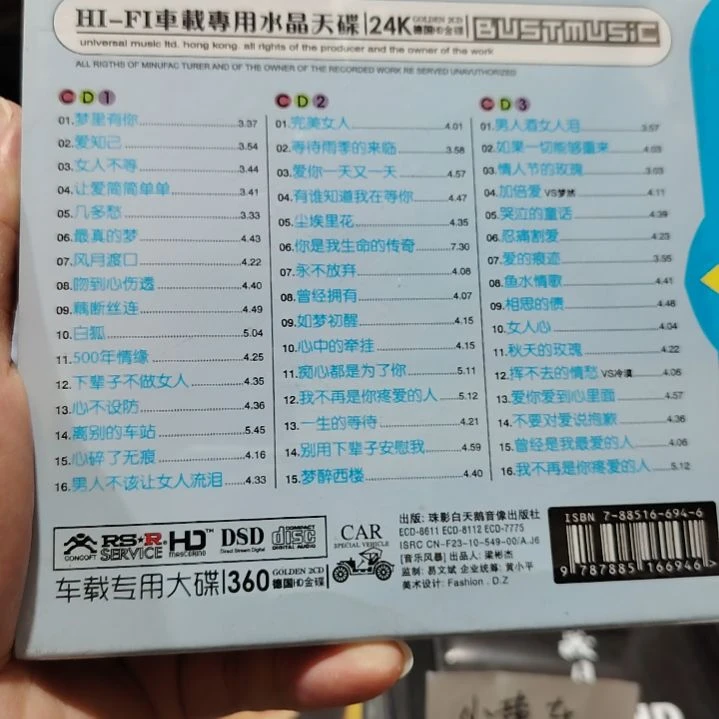 HI-FI車載專用水晶天碟 24K GOLDEN 2CD 德國HD金碟 BUSTMUSIC
universal music ltd. hong kong. all rights of the producer and the owner of the work
ALL RIGTHS OF MINUFAC TURER AND OF THE OWNER OF THE RECORDED WORK RE SERVED UNAVUTHORIZED
CD1
01.梦里有你 3.37
02.爱知己 3.54
03.女人不等 3.44
04.让爱简简单单 3.41
05.几多愁 3.33
06.最真的梦 4.43
07.风月渡口 4.22
08.吻到心伤透 4.40
09.藕断丝连 4.49
10.白狐 5.04
11.500年情缘 4.25
12.下辈子不做女人 4.35
13.心不设防 4.36
14.离别的车站 5.45
15.心碎了无痕 4.16
16.男人不该让女人流泪 4.33
CD2
01.完美女人 4.01
02.等待雨季的来临 3.58
03.爱你一天又一天 4.57
04.有谁知道我在等你 4.47
05.尘埃里花 4.35
06.你是我生命的传奇 7.30
07.永不放弃 4.08
08.曾经拥有 4.07
09.如梦初醒 4.15
10.心中的牵挂 4.15
11.痴心都是为了你 5.11
12.我不再是你疼爱的人 5.12
13.一生的等待 4.21
14.别用下辈子安慰我 4.59
15.梦醉西楼 4.40
CD3
01.男人酒女人泪 3.57
02.如果一切能够重来 4.03
03.情人节的玫瑰 3.03
04.加倍爱VS梦然 4.11
05.哭泣的童话 4.39
06.忍痛割爱 4.23
07.爱的痕迹 3.55
08.鱼水情歌 4.41
09.相思的债 4.48
10.女人心 4.04
11.秋天的玫瑰 4.22
12.挥不去的情愁VS冷漠 4.06
13.爱你爱到心里面 4.57
14.不要对爱说抱歉 4.36
15.曾经是我最爱的人 4.06
16.我不再是你疼爱的人 5.12
CONCOFT RS★R SERVICE HD™ MASCERING DSD Direct Stream Digital COMPACT disc DIGITAL AUDIO
车载专用大碟 360 GOLDEN 2CD 德國HD金碟
CAR
SPECIAL VEHICLE
出版: 珠影白天鹅音像出版社
ECD-8611 ECD-8112 ECD-7775
ISRC CN-F23-10-549-00/A.J6
[音乐风暴] 出品人: 梁彬杰
监制: 易文斌 企业统筹: 黄小平
美术设计: Fashion . D.Z
ISBN 7-88516-694-6
9 787885 166946